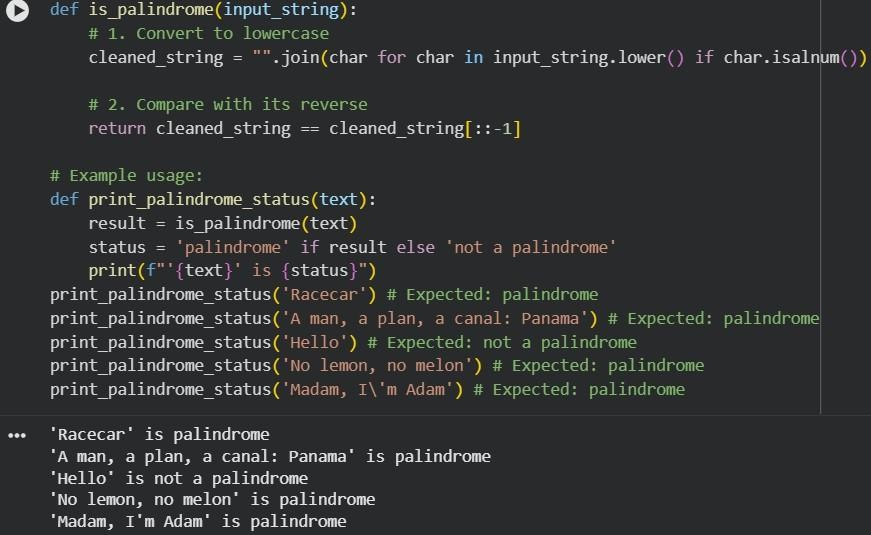 def is_palindrome(input_string):
    # 1. Convert to lowercase
    cleaned_string = "".join(char for char in input_string.lower() if char.isalnum())

    # 2. Compare with its reverse
    return cleaned_string == cleaned_string[::-1]

# Example usage:
def print_palindrome_status(text):
    result = is_palindrome(text)
    status = 'palindrome' if result else 'not a palindrome'
    print(f"'{text}' is {status}")
print_palindrome_status('Racecar') # Expected: palindrome
print_palindrome_status('A man, a plan, a canal: Panama') # Expected: palindrome
print_palindrome_status('Hello') # Expected: not a palindrome
print_palindrome_status('No lemon, no melon') # Expected: palindrome
print_palindrome_status('Madam, I\'m Adam') # Expected: palindrome
'Racecar' is palindrome
'A man, a plan, a canal: Panama' is palindrome
'Hello' is not a palindrome
'No lemon, no melon' is palindrome
'Madam, I'm Adam' is palindrome